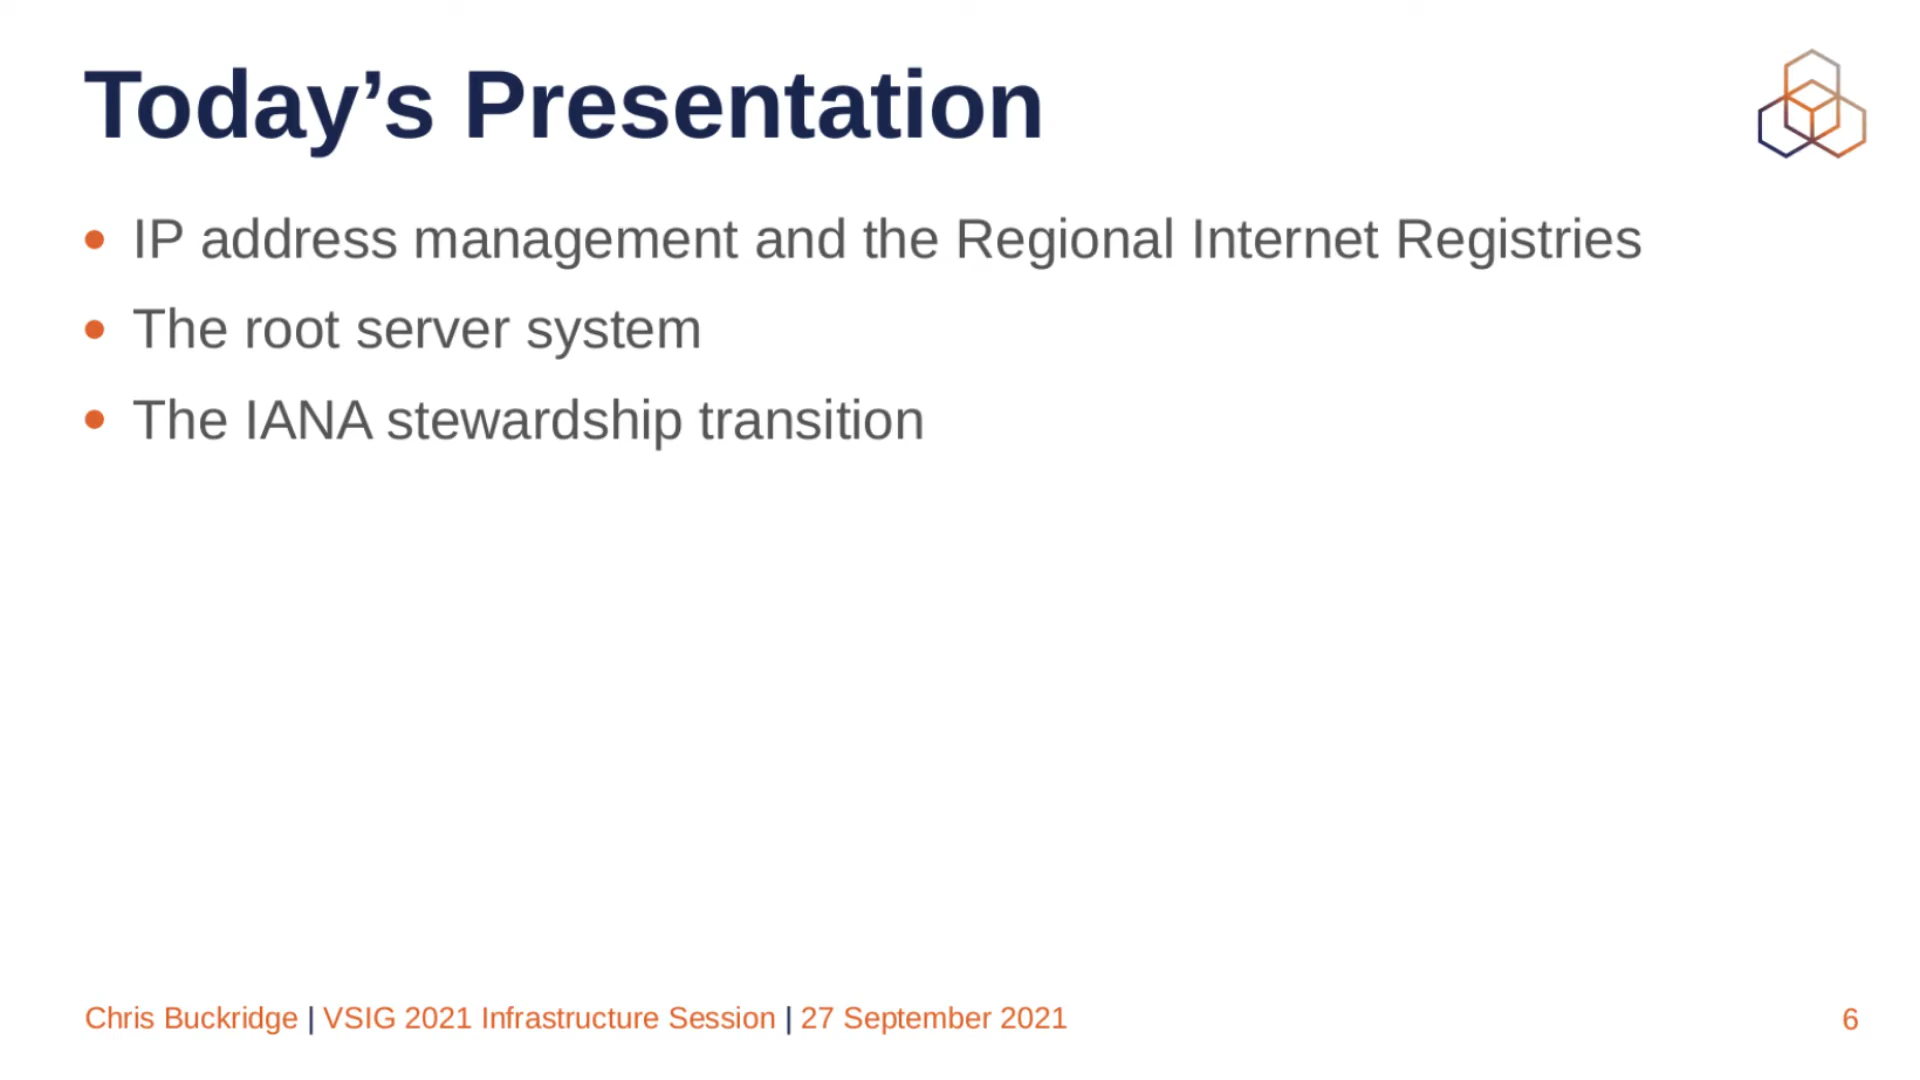 Today’s Presentation
• IP address management and the Regional Internet Registries
• The root server system
• The IANA stewardship transition
Chris Buckridge | VSIG 2021 Infrastructure Session | 27 September 2021
6